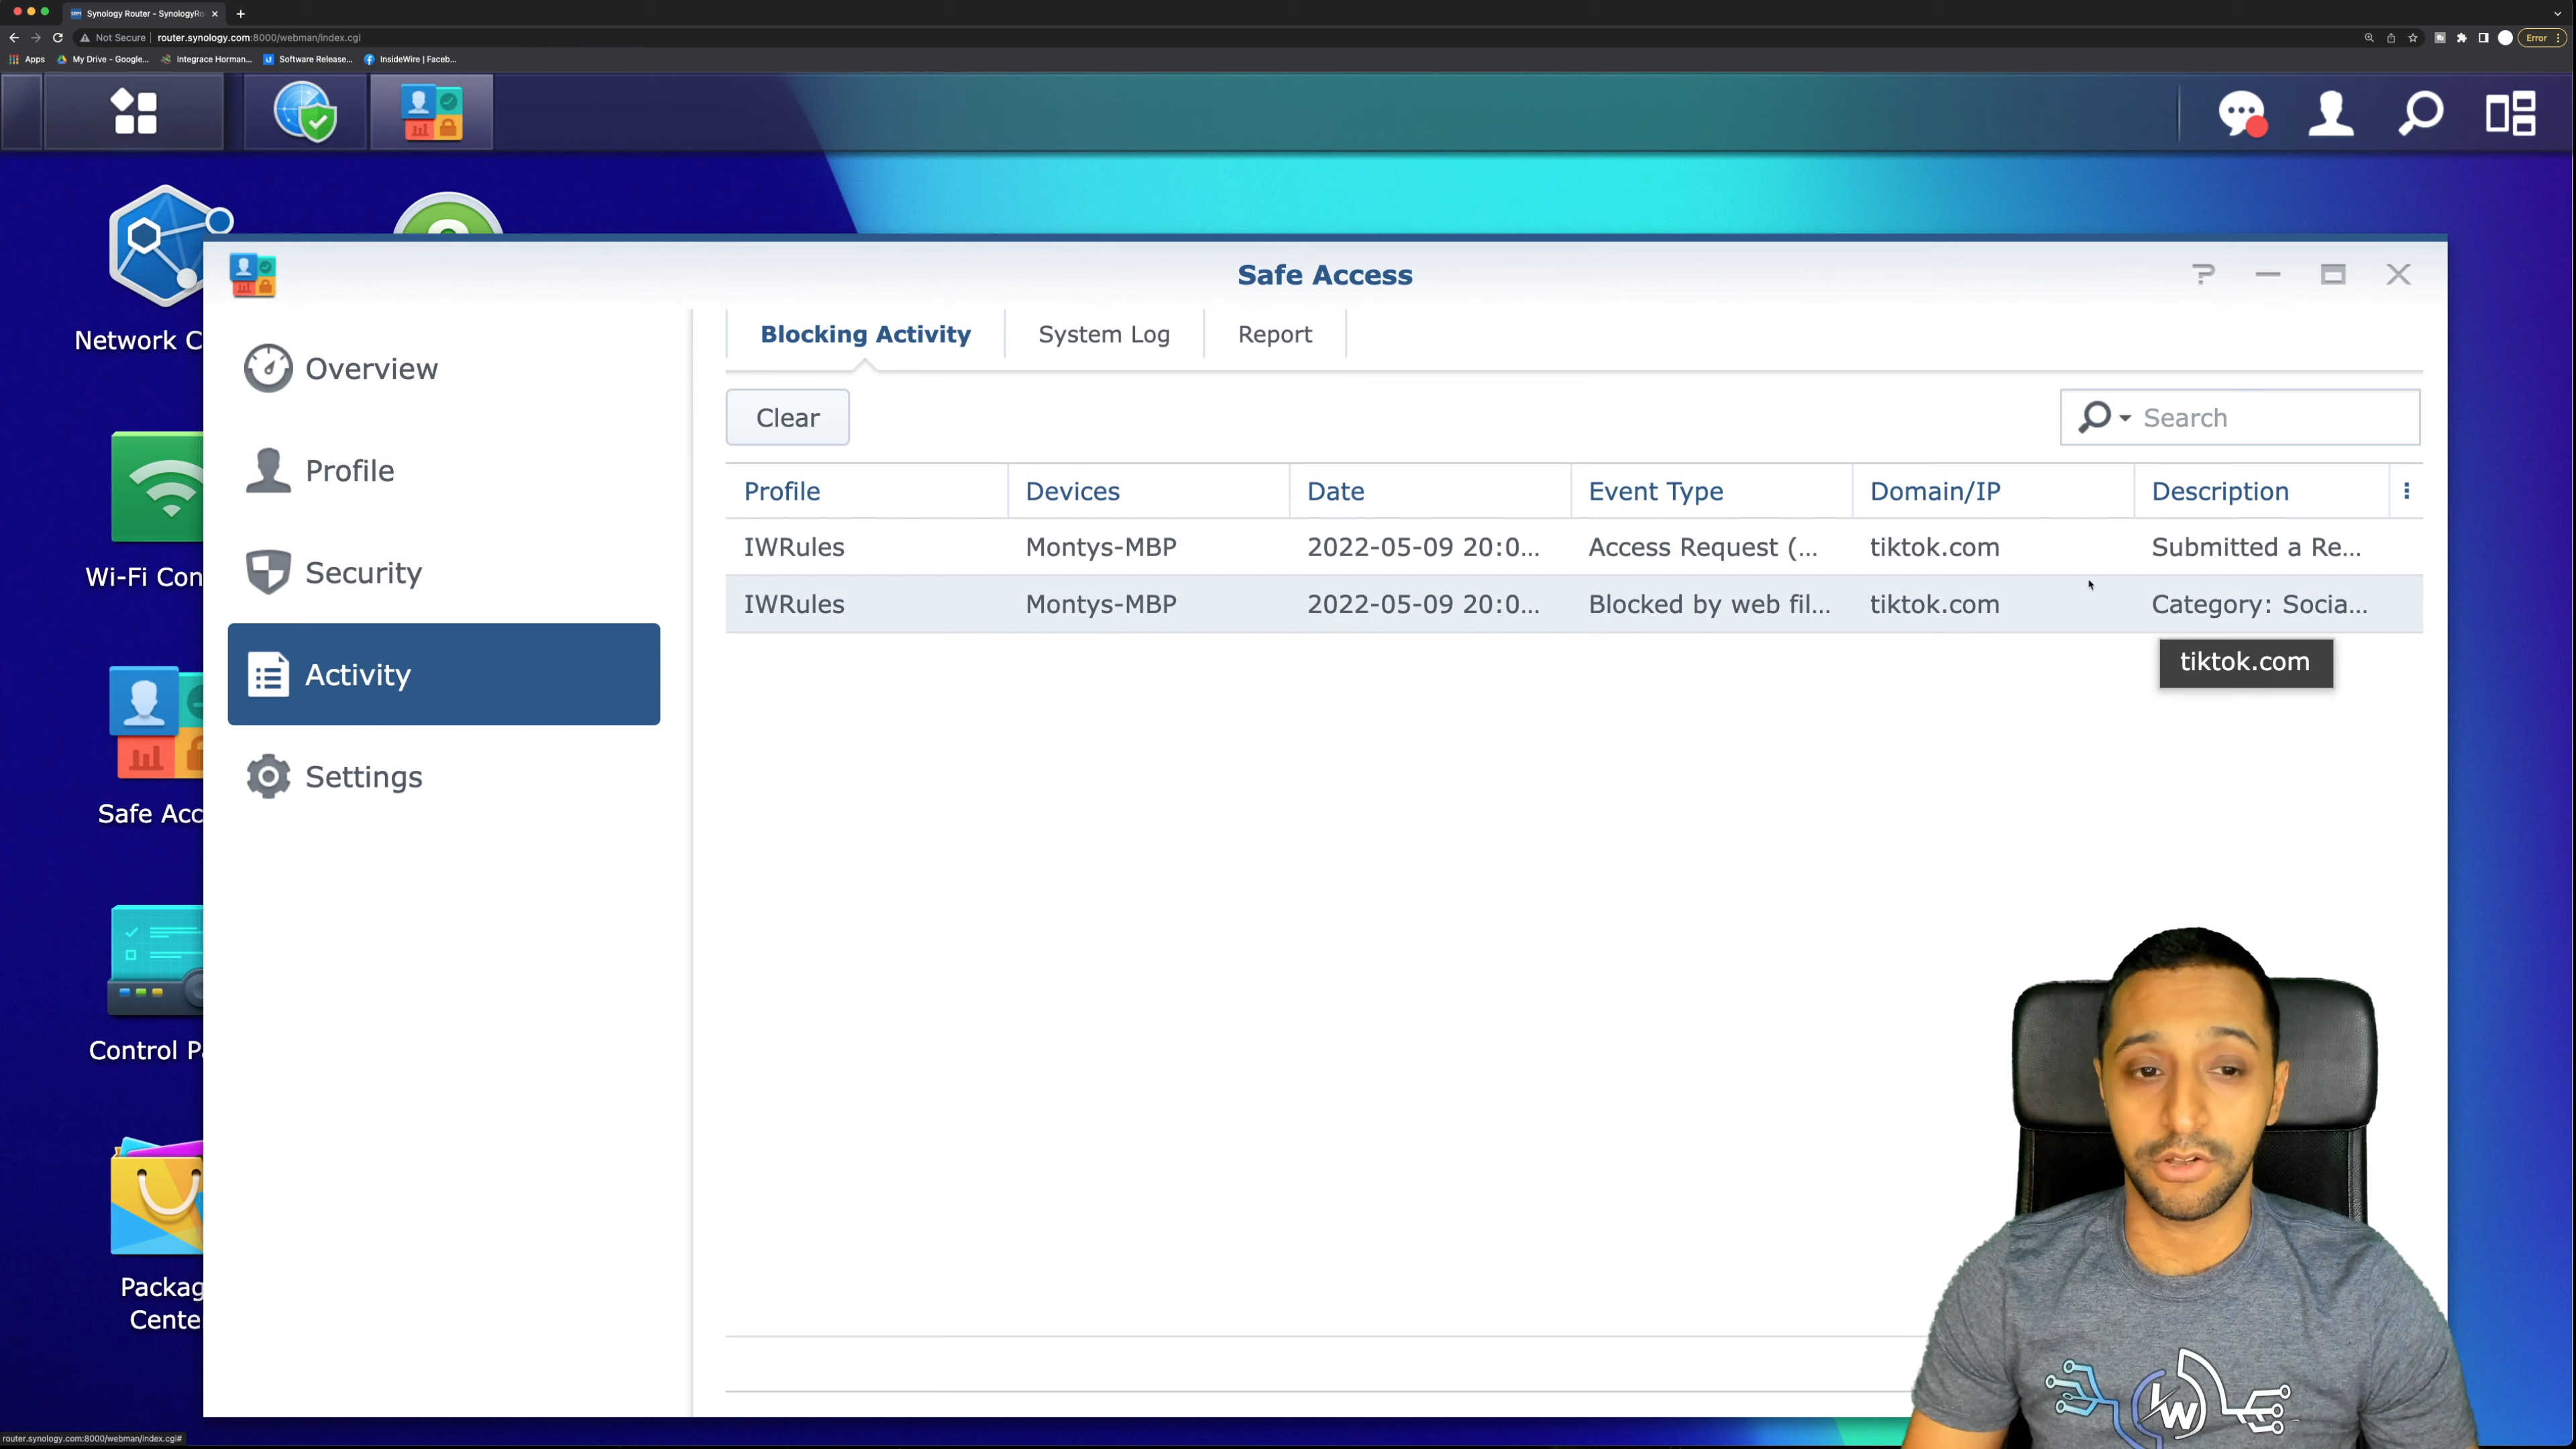 Synology Router - SynologyRo
Not Secure | router.synology.com:8000/webman/index.cgi
Error
Apps My Drive - Google... Integrace Horman... Software Release... InsideWire | Faceb...
Network C
Wi-Fi Con
Safe Acc
Control P
Packag
Cente
Safe Access
Overview
Profile
Security
Activity
Settings
Blocking Activity System Log Report
Clear Search
Profile Devices Date Event Type Domain/IP Description
IWRules Montys-MBP 2022-05-09 20:0... Access Request (... tiktok.com Submitted a Re...
IWRules Montys-MBP 2022-05-09 20:0... Blocked by web fil... tiktok.com Category: Socia...
tiktok.com
router.synology.com:8000/webman/index.cgi#